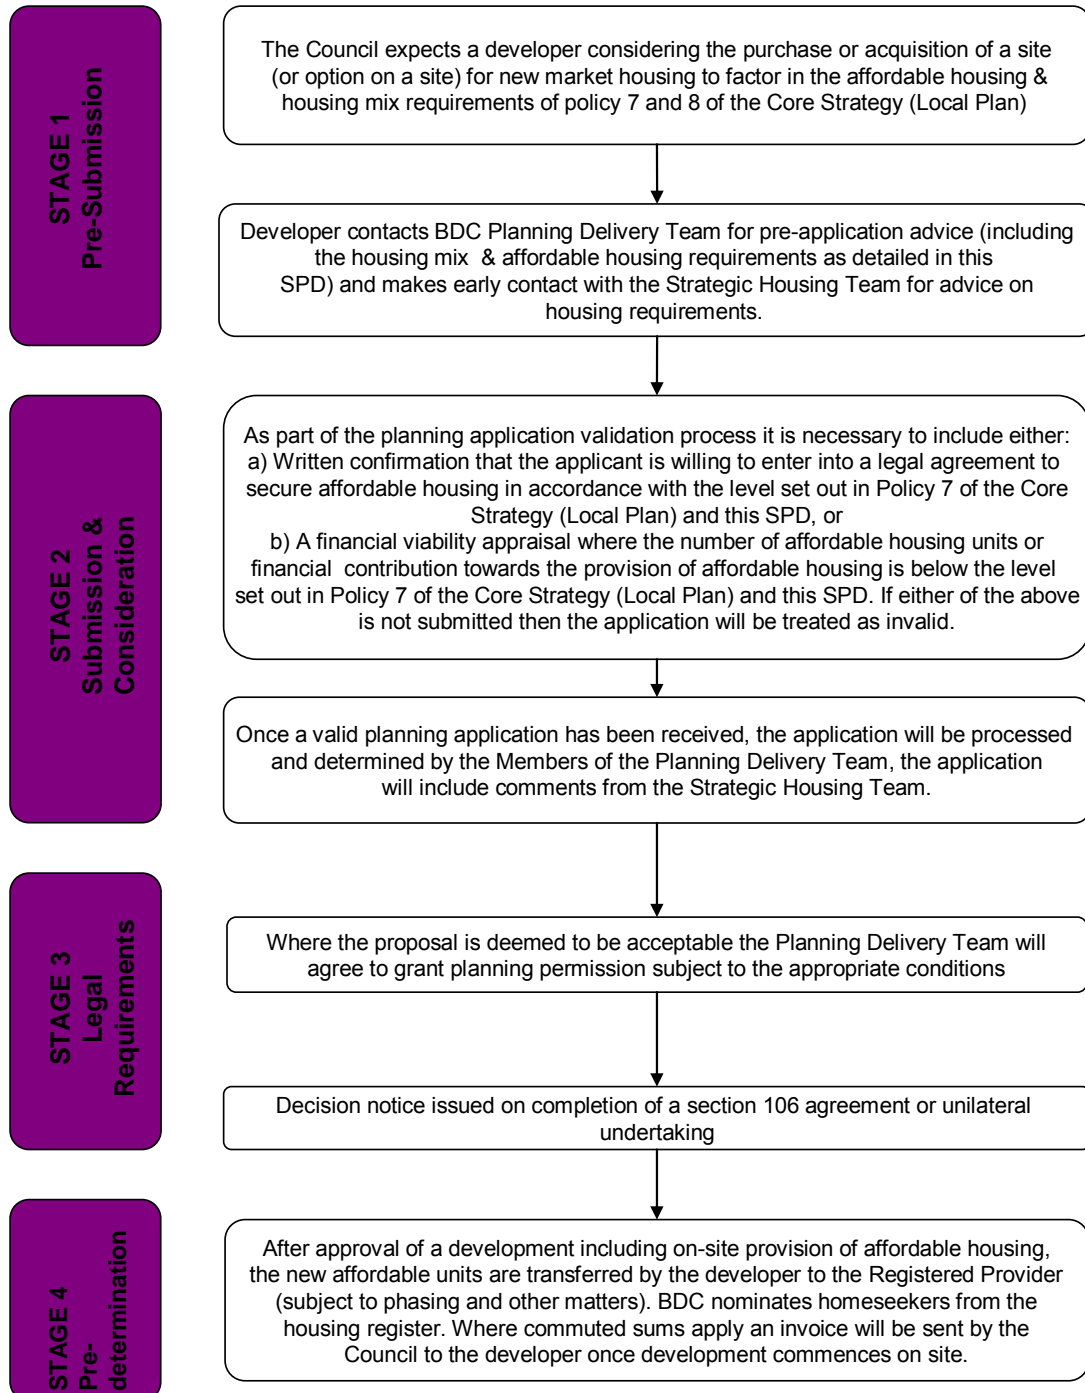 STAGE 1
Pre-Submission
The Council expects a developer considering the purchase or acquisition of a site
(or option on a site) for new market housing to factor in the affordable housing &
housing mix requirements of policy 7 and 8 of the Core Strategy (Local Plan)
Developer contacts BDC Planning Delivery Team for pre-application advice (including
the housing mix & affordable housing requirements as detailed in this
SPD) and makes early contact with the Strategic Housing Team for advice on
housing requirements.
STAGE 2
Submission &
Consideration
As part of the planning application validation process it is necessary to include either:
a) Written confirmation that the applicant is willing to enter into a legal agreement to
secure affordable housing in accordance with the level set out in Policy 7 of the Core
Strategy (Local Plan) and this SPD, or
b) A financial viability appraisal where the number of affordable housing units or
financial contribution towards the provision of affordable housing is below the level
set out in Policy 7 of the Core Strategy (Local Plan) and this SPD. If either of the above
is not submitted then the application will be treated as invalid.
Once a valid planning application has been received, the application will be processed
and determined by the Members of the Planning Delivery Team, the application
will include comments from the Strategic Housing Team.
STAGE 3
Legal
Requirements
Where the proposal is deemed to be acceptable the Planning Delivery Team will
agree to grant planning permission subject to the appropriate conditions
Decision notice issued on completion of a section 106 agreement or unilateral
undertaking
STAGE 4
Pre-
determination
After approval of a development including on-site provision of affordable housing,
the new affordable units are transferred by the developer to the Registered Provider
(subject to phasing and other matters). BDC nominates homeseekers from the
housing register. Where commuted sums apply an invoice will be sent by the
Council to the developer once development commences on site.